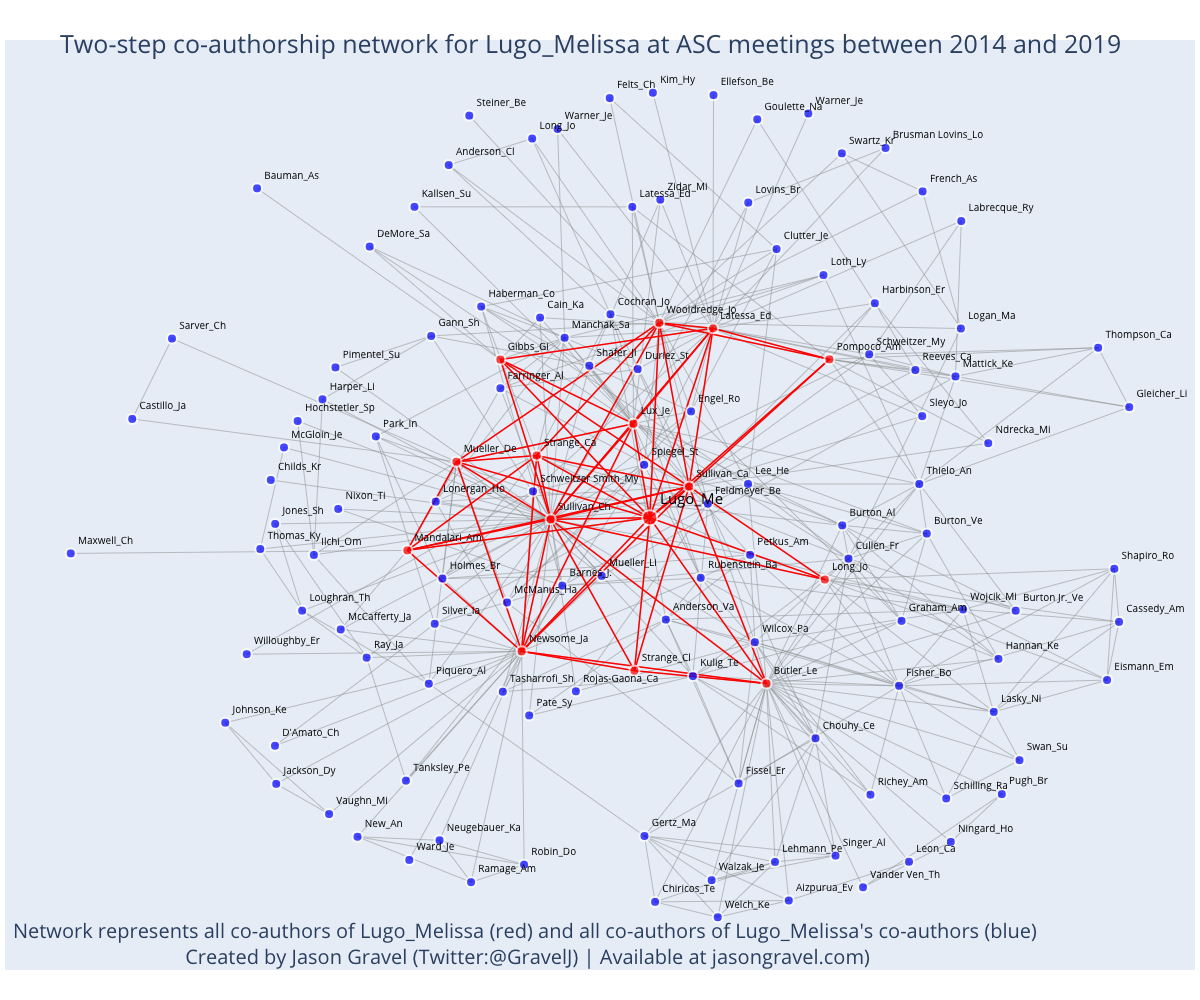 Two-step co-authorship network for Lugo_Melissa at ASC meetings between 2014 and 2019
Felts_Ch
Kim_Hy
Ellefson_Be
Steiner_Be
Goulette_Na
Warner_Je
Long_Jo
Warner_Je
Swartz_Kr
Brusman Lovins_Lo
Anderson_Cl
Bauman_As
Kallsen_Su
Latessa_Ed
Zidar_Mi
Lovins_Br
French_As
Labrecque_Ry
DeMore_Sa
Clutter_Je
Loth_Ly
Haberman_Co
Cain_Ka
Cochran_Jo
Wooldredge_Jo
Latessa_Ed
Harbinson_Er
Logan_Ma
Sarver_Ch
Gann_Sh
Manchak_Sa
Thompson_Ca
Pimentel_Su
Gibbs_Gl
Shafer_Ji
Duriez_St
Pompoco_Am
Schweitzer_My
Reeves_Ca
Mattick_Ke
Harper_Li
Farringer_Al
Gleicher_Li
Castillo_Ja
Hochstetler_Sp
Park_In
Lux_Je
Engel_Ro
Sleyo_Jo
McGloin_Je
Mueller_De
Strange_Ca
Spiegel_St
Ndrecka_Mi
Childs_Kr
Schweitzer Smith_My
Sullivan_Ca
Lee_He
Thielo_An
Nixon_Ti
Lonergan_Ho
Lugo_Me
Feldmeyer_Be
Jones_Sh
Sullivan_Ch
Burton_Al
Burton_Ve
Maxwell_Ch
Thomas_Ky
Ilchi_Om
Mandalari_Am
Petkus_Am
Cullen_Fr
Shapiro_Ro
Holmes_Br
Barnes_J.
Mueller_Li
Rubenstein_Ba
Long_Jo
Loughran_Th
McManus_Ha
Anderson_Va
Graham_Am
Wojcik_Mi
Burton Jr._Ve
Cassedy_Am
McCafferty_Ja
Silver_Ia
Willoughby_Er
Ray_Ja
Newsome_Ja
Wilcox_Pa
Hannan_Ke
Piquero_Al
Tasharrofi_Sh
Rojas-Gaona_Ca
Strange_Cl
Kulig_Te
Butler_Le
Fisher_Bo
Eismann_Em
Johnson_Ke
Pate_Sy
Lasky_Ni
D'Amato_Ch
Chouhy_Ce
Swan_Su
Jackson_Dy
Tanksley_Pe
Fissel_Er
Richey_Am
Schilling_Ra
Pugh_Br
Vaughn_Mi
New_An
Neugebauer_Ka
Gertz_Ma
Ningard_Ho
Ward_Je
Robin_Do
Lehmann_Pe
Singer_Al
Leon_Ca
Ramage_Am
Walzak_Je
Vander Ven_Th
Chiricos_Te
Welch_Ke
Aizpurua_Ev
Network represents all co-authors of Lugo_Melissa (red) and all co-authors of Lugo_Melissa's co-authors (blue)
Created by Jason Gravel (Twitter:@GravelJ) | Available at jasongravel.com)